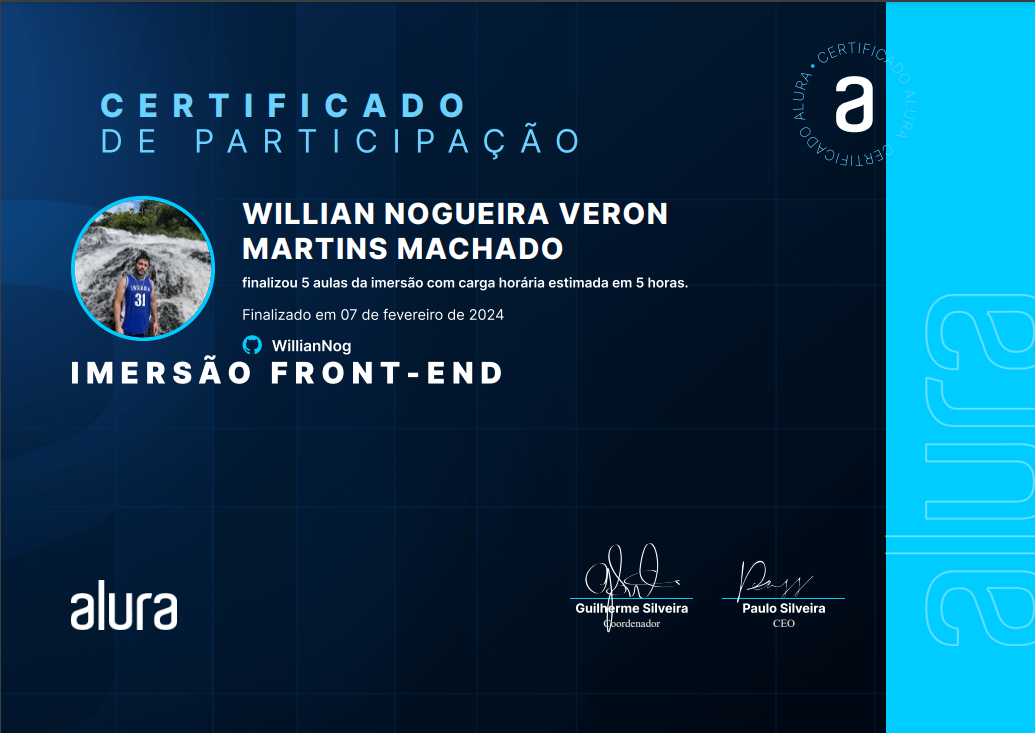 CERTIFICADO
DE PARTICIPAÇÃO
CERTIFICADO ALURA • CERTIFICADO ALURA
a
WILLIAN NOGUEIRA VERON
MARTINS MACHADO
finalizou 5 aulas da imersão com carga horária estimada em 5 horas.
Finalizado em 07 de fevereiro de 2024
WillianNog
INDIANA
31
IMERSÃO FRONT-END
alura
Guilherme Silveira
Coordenador
Paulo Silveira
CEO
alura